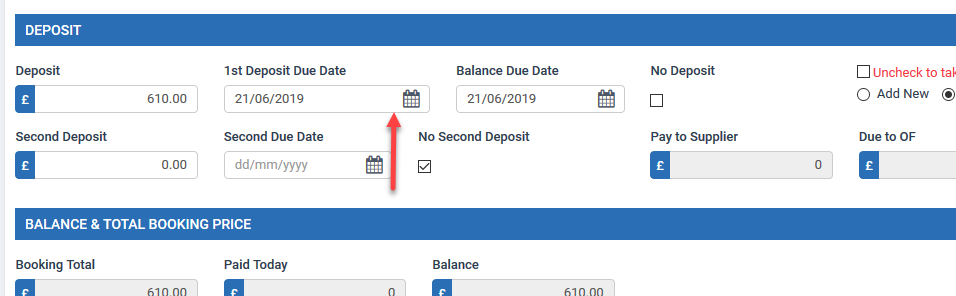 DEPOSIT
Deposit 1st Deposit Due Date Balance Due Date No Deposit Uncheck to
£ 610.00 21/06/2019 21/06/2019 Add New
Second Deposit Second Due Date No Second Deposit Pay to Supplier Due to OF
£ 0.00 dd/mm/yyyy £ 0 £
BALANCE & TOTAL BOOKING PRICE
Booking Total Paid Today Balance
£ 610.00 £ 0 £ 610.00